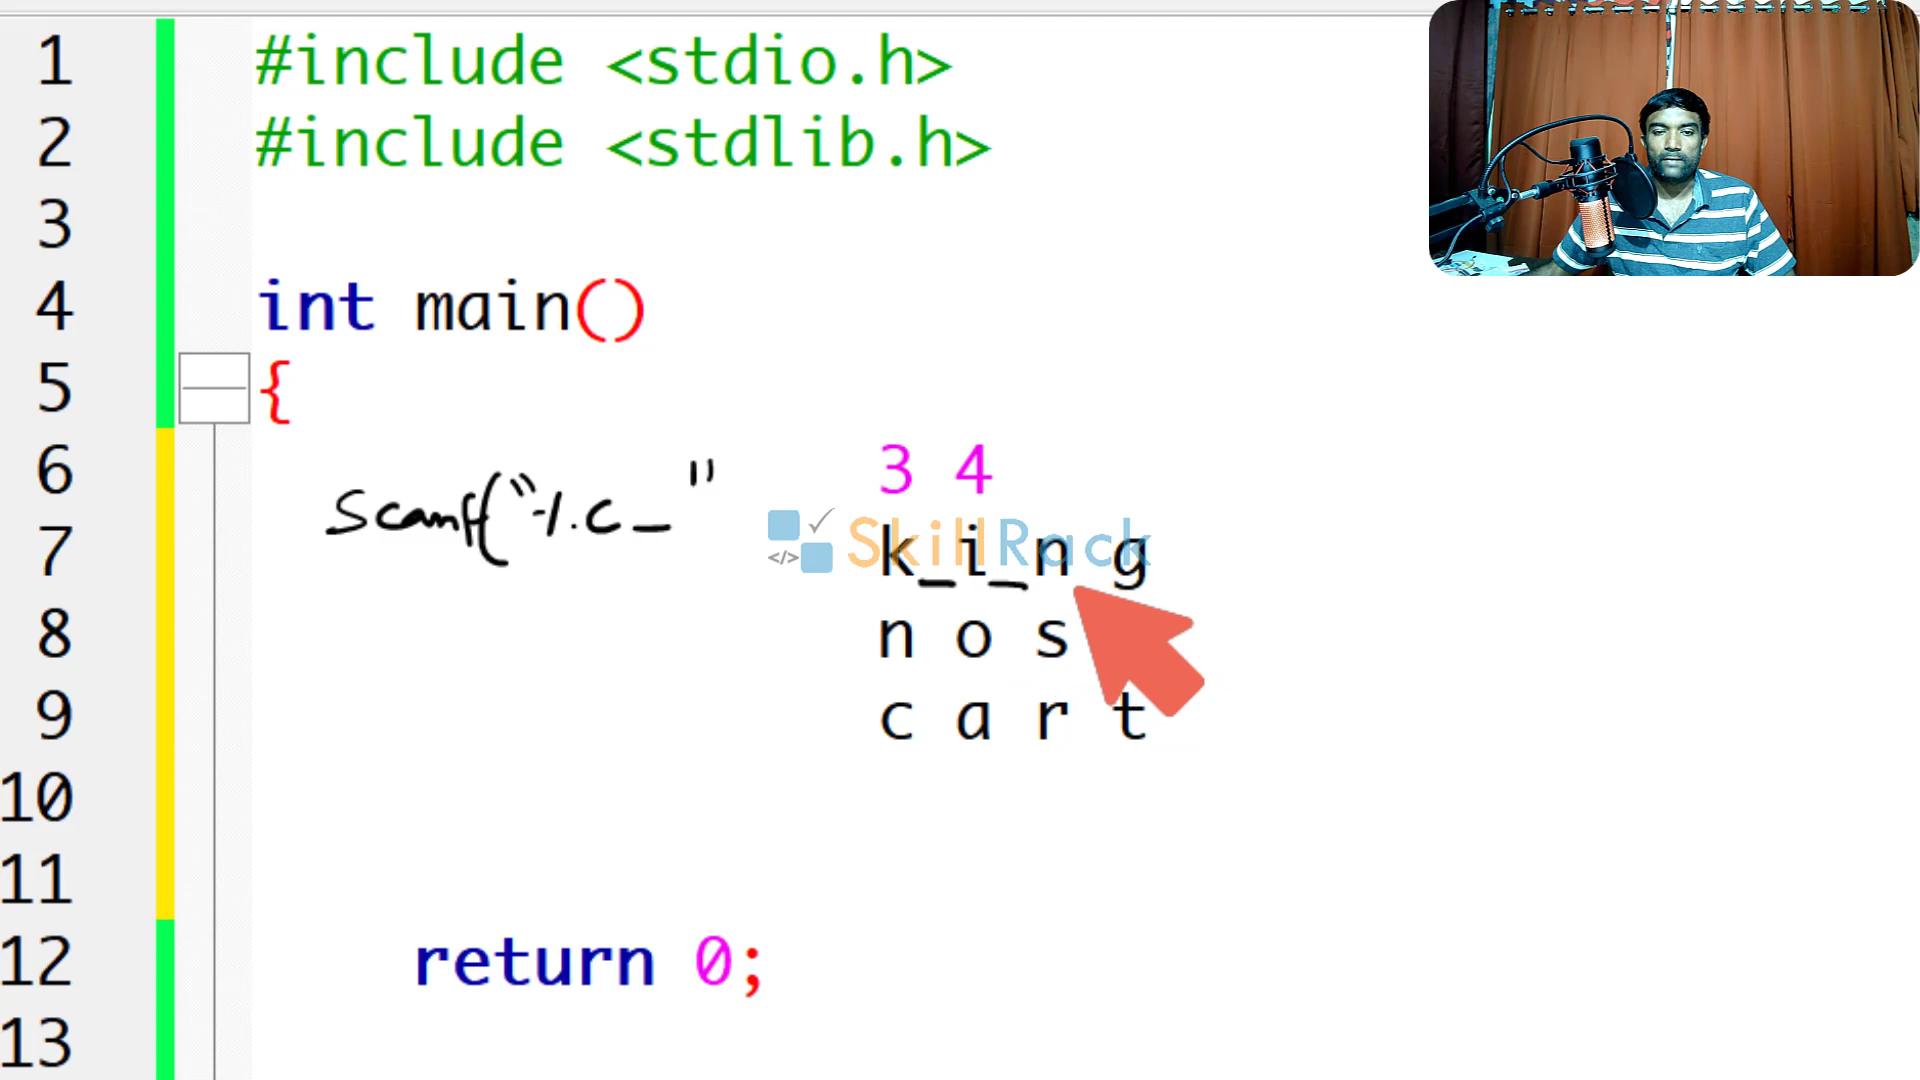 1 #include <stdio.h>
2 #include <stdlib.h>
3
4 int main()
5 {
6 3 4
scanf("%c_"
SkillRack
</>
7 k_i_n g
8 n o s
9 c a r t
10
11
12 return 0;
13